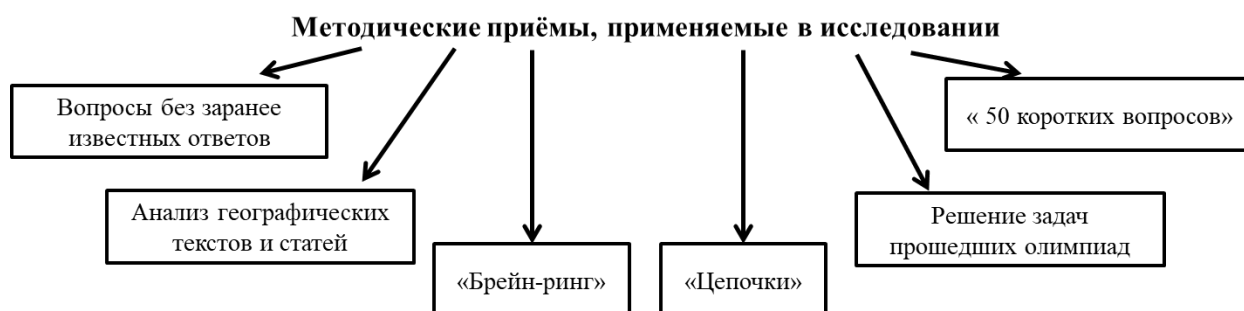 Методические приёмы, применяемые в исследовании
Вопросы без заранее
известных ответов
« 50 коротких вопросов»
Анализ географических
текстов и статей
Решение задач
прошедших олимпиад
«Брейн-ринг»
«Цепочки»